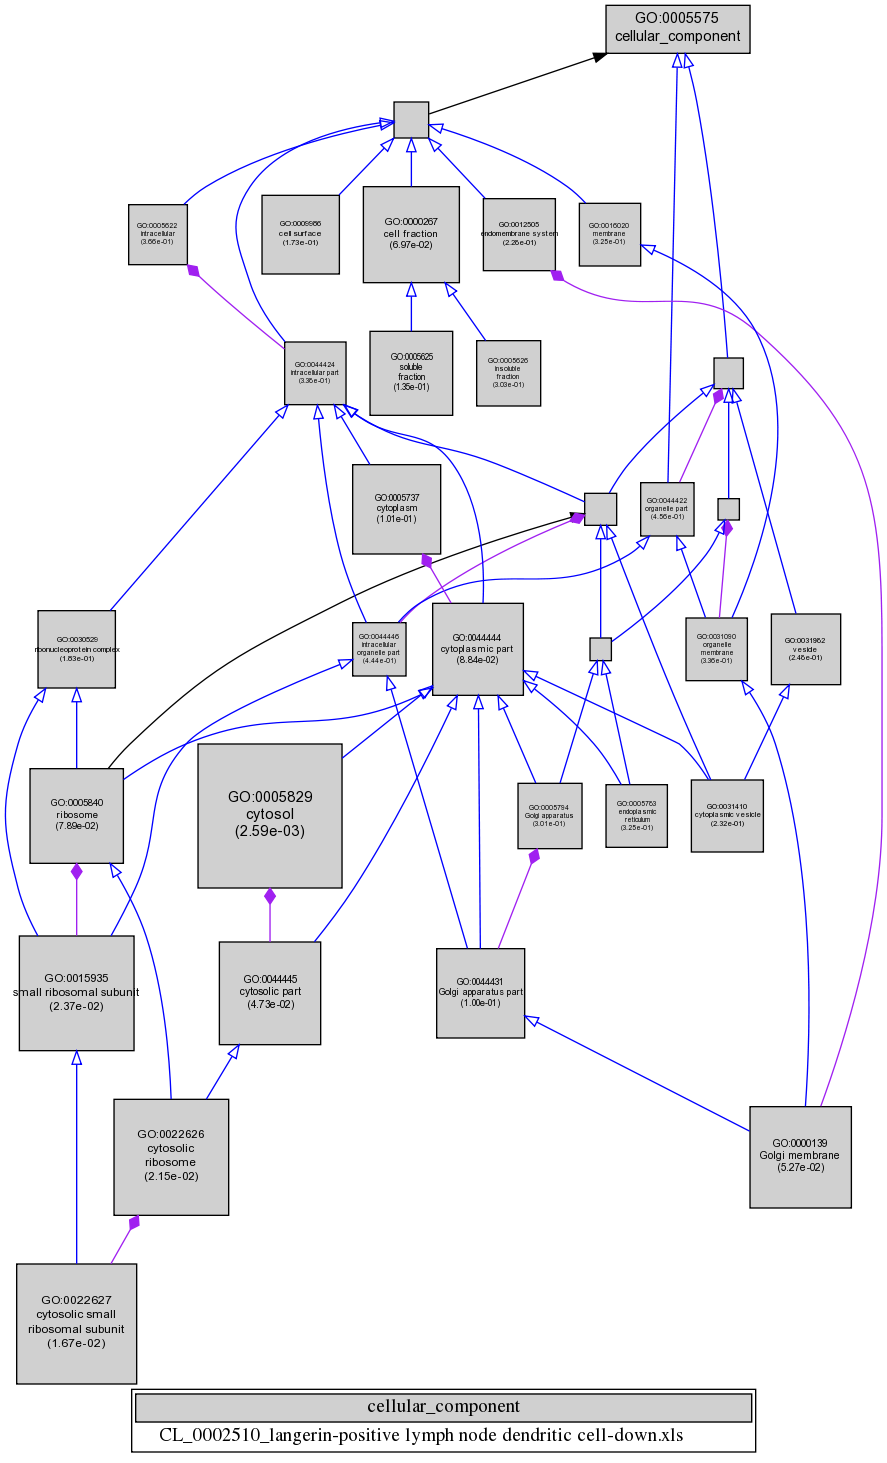 GO:0005575
cellular_component
GO:0005622
intracellular
(3.66e-01)
GO:0009986
cell surface
(1.73e-01)
GO:0000267
cell fraction
(6.97e-02)
GO:0012505
endomembrane system
(2.26e-01)
GO:0016020
membrane
(3.25e-01)
GO:0044424
intracellular part
(3.36e-01)
GO:0005625
soluble
fraction
(1.35e-01)
GO:0005626
insoluble
fraction
(3.03e-01)
GO:0005737
cytoplasm
(1.01e-01)
GO:0044422
organelle part
(4.56e-01)
GO:0030529
ribonucleoprotein complex
(1.63e-01)
GO:0044446
intracellular
organelle part
(4.44e-01)
GO:0044444
cytoplasmic part
(8.84e-02)
GO:0031090
organelle
membrane
(3.36e-01)
GO:0031982
vesicle
(2.46e-01)
GO:0005840
ribosome
(7.89e-02)
GO:0005829
cytosol
(2.59e-03)
GO:0005794
Golgi apparatus
(3.01e-01)
GO:0005783
endoplasmic
reticulum
(3.25e-01)
GO:0031410
cytoplasmic vesicle
(2.32e-01)
GO:0015935
small ribosomal subunit
(2.37e-02)
GO:0044445
cytosolic part
(4.73e-02)
GO:0044431
Golgi apparatus part
(1.00e-01)
GO:0022626
cytosolic
ribosome
(2.15e-02)
GO:0000139
Golgi membrane
(5.27e-02)
GO:0022627
cytosolic small
ribosomal subunit
(1.67e-02)
cellular_component
CL_0002510_langerin-positive lymph node dendritic cell-down.xls